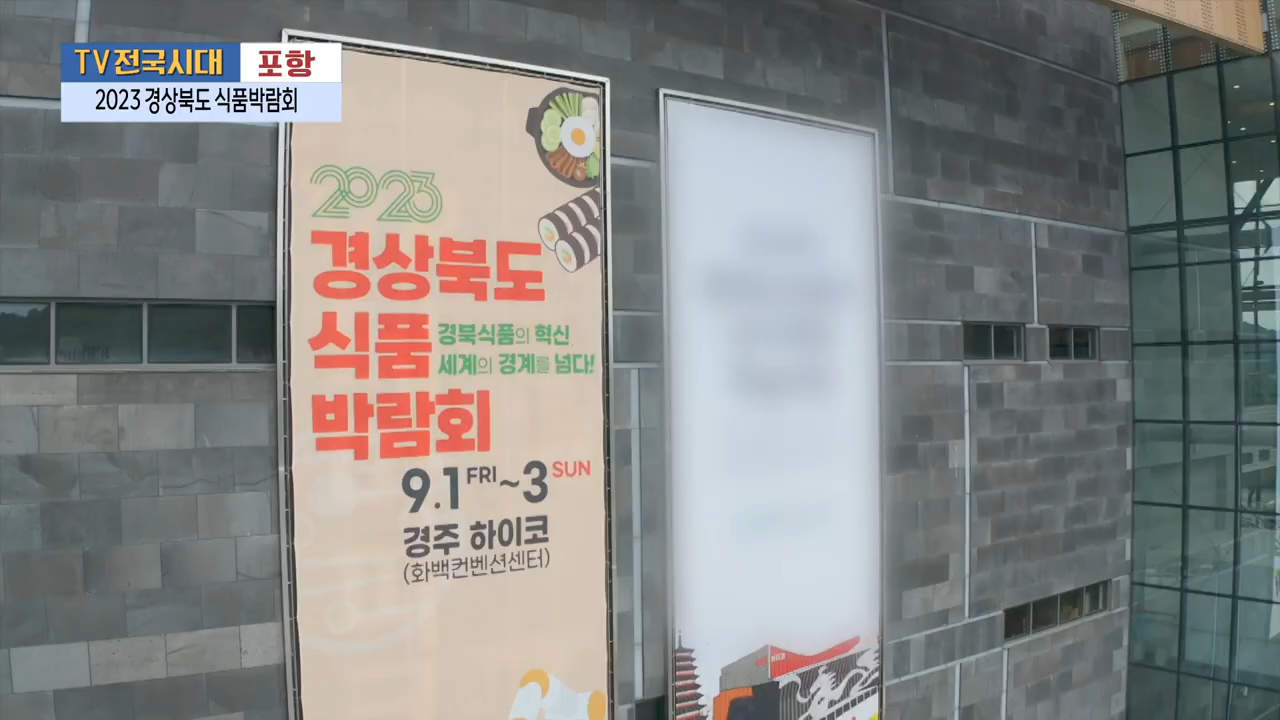 TV전국시대 포항
2023 경상북도 식품박람회
2023
경상북도
식품
경북식품의 혁신,
세계의 경계를 넘다!
박람회
9.1 FRI ~3 SUN
경주 하이코
(화백컨벤션센터)